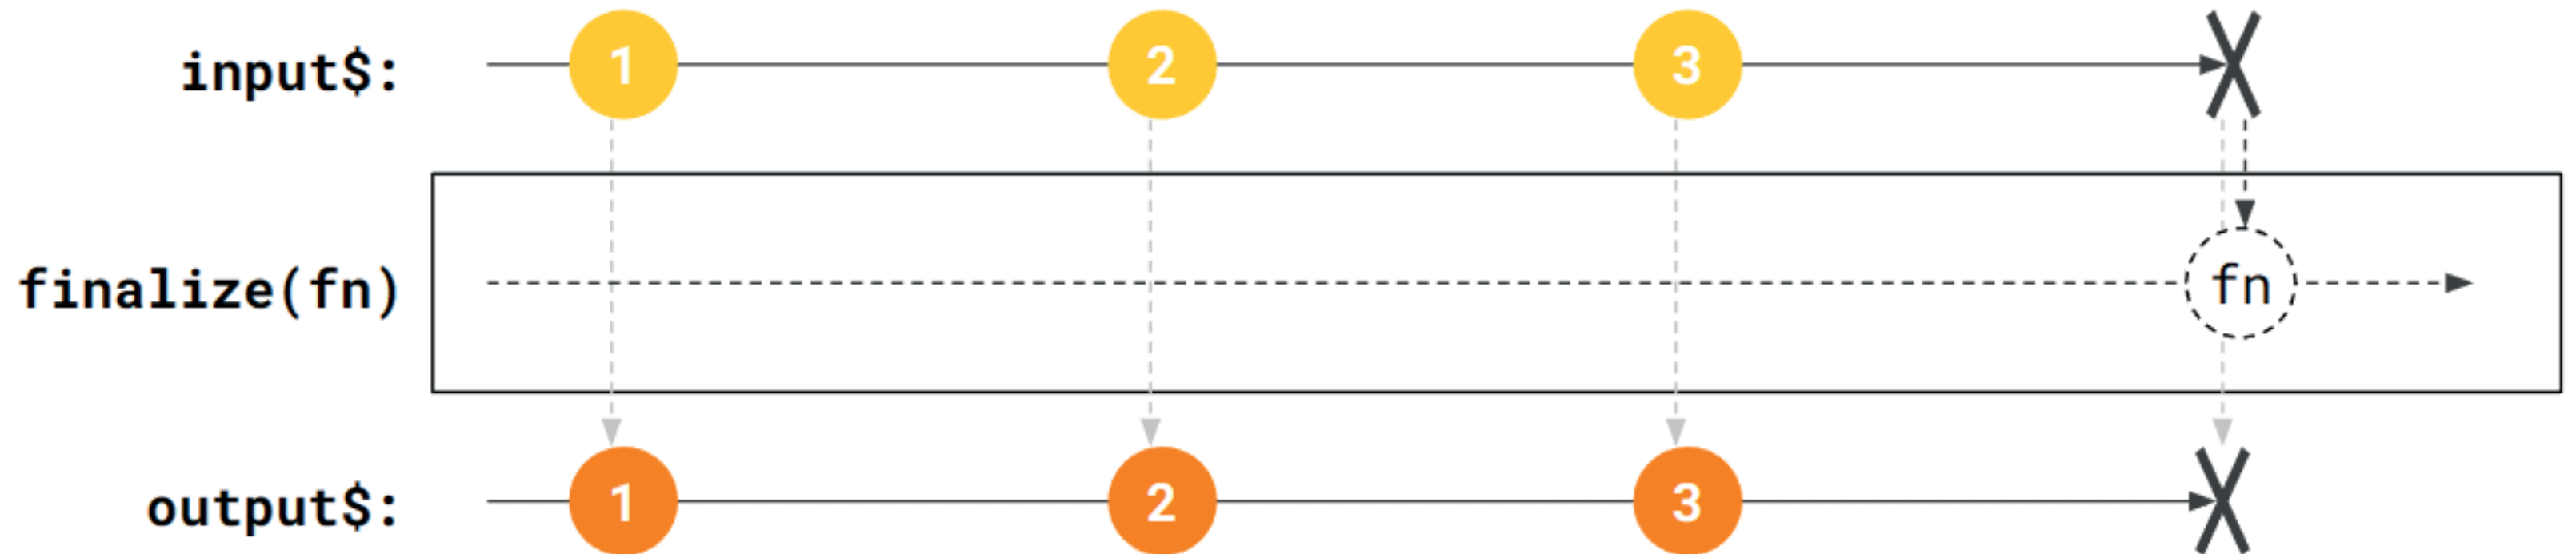 input$: 1 2 3
finalize(fn) fn
output$: 1 2 3